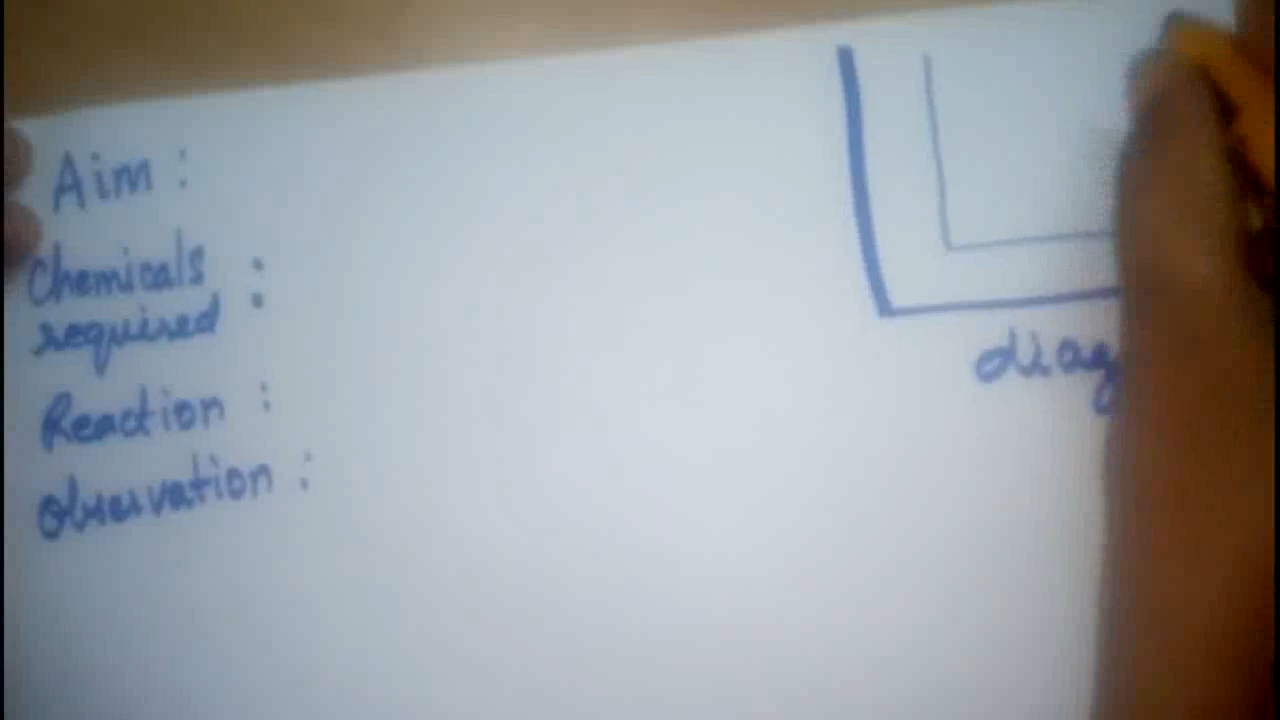 Aim :
Chemicals
required :
Reaction :
Observation :
diag